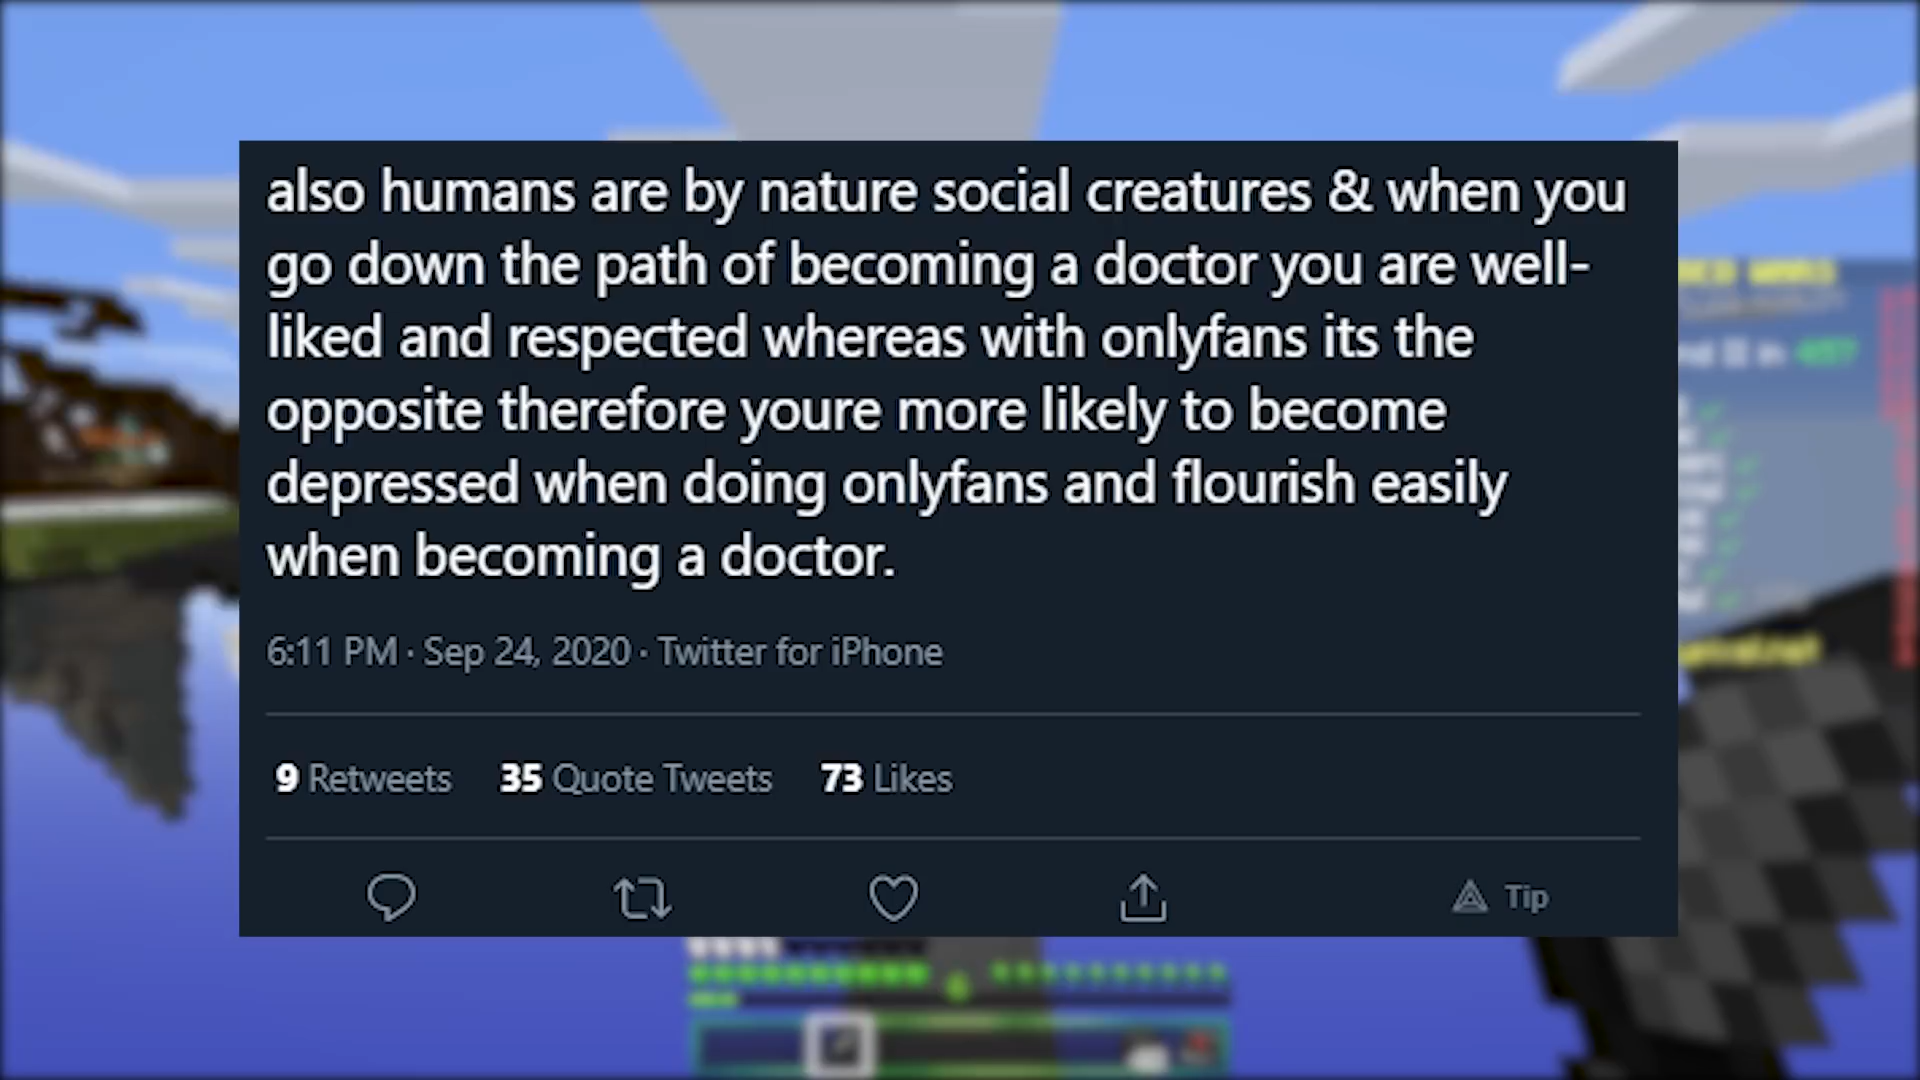 also humans are by nature social creatures & when you
go down the path of becoming a doctor you are well-
liked and respected whereas with onlyfans its the
opposite therefore youre more likely to become
depressed when doing onlyfans and flourish easily
when becoming a doctor.
6:11 PM · Sep 24, 2020 · Twitter for iPhone
9 Retweets 35 Quote Tweets 73 Likes
Tip